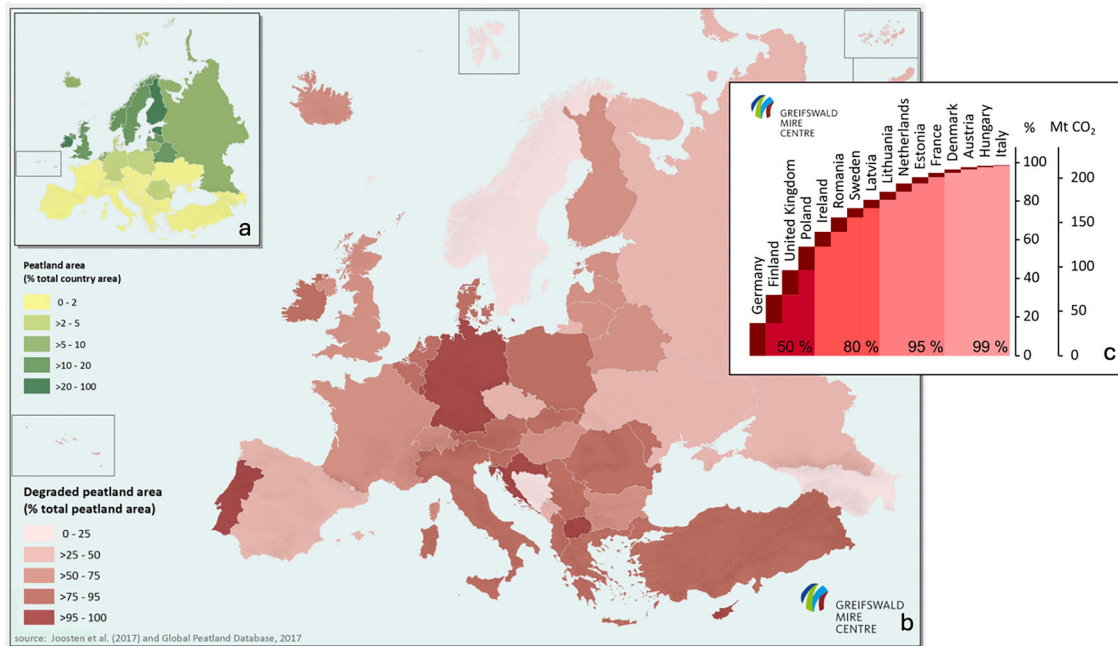 a
Peatland area
(% total country area)
0 - 2
>2 - 5
>5 - 10
>10 - 20
>20 - 100
Degraded peatland area
(% total peatland area)
0 - 25
>25 - 50
>50 - 75
>75 - 95
>95 - 100
source: Joosten et al. (2017) and Global Peatland Database, 2017
GREIFSWALD
MIRE
CENTRE
b
GREIFSWALD
MIRE
CENTRE
Germany
Finland
United Kingdom
Poland
Ireland
Romania
Sweden
Latvia
Lithuania
Netherlands
Estonia
France
Denmark
Austria
Hungary
Italy
% Mt CO₂
100
80
60
40
20
0
200
150
100
50
0
50 % 80 % 95 % 99 %
c